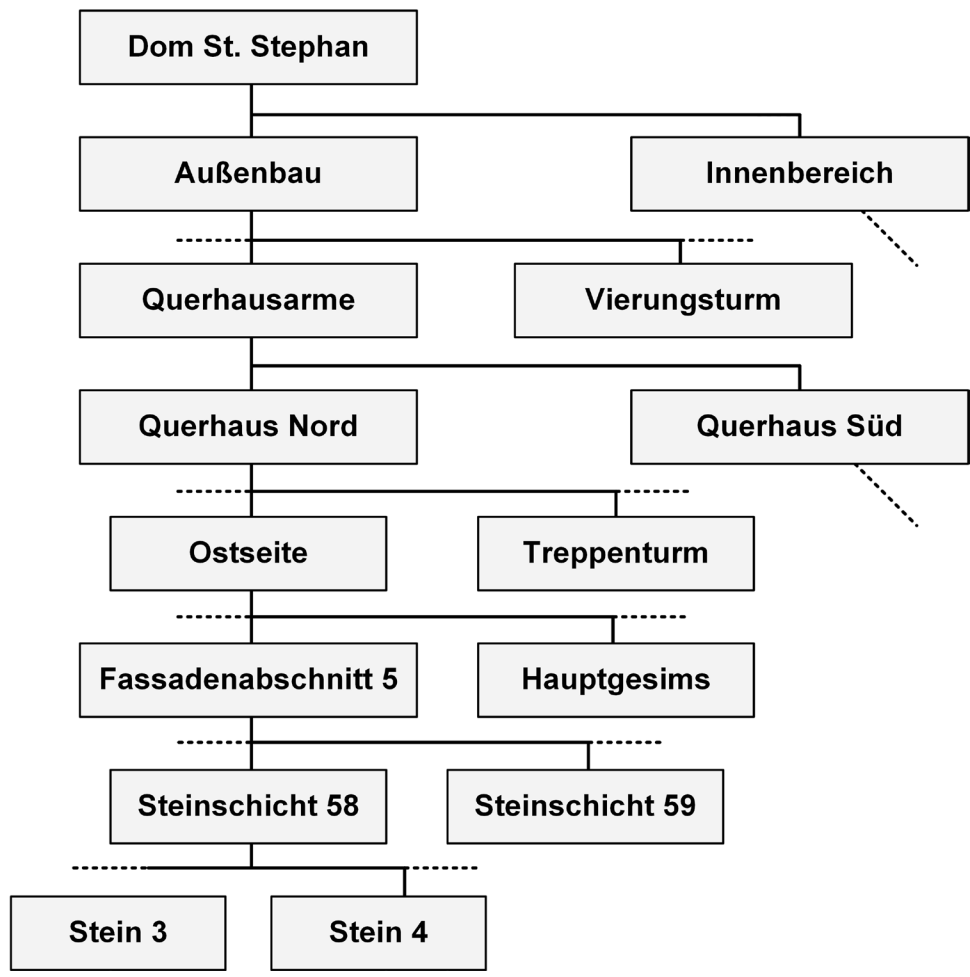 Dom St. Stephan
Außenbau
Innenbereich
Querhausarme
Vierungsturm
Querhaus Nord
Querhaus Süd
Ostseite
Treppenturm
Fassadenabschnitt 5
Hauptgesims
Steinschicht 58
Steinschicht 59
Stein 3
Stein 4